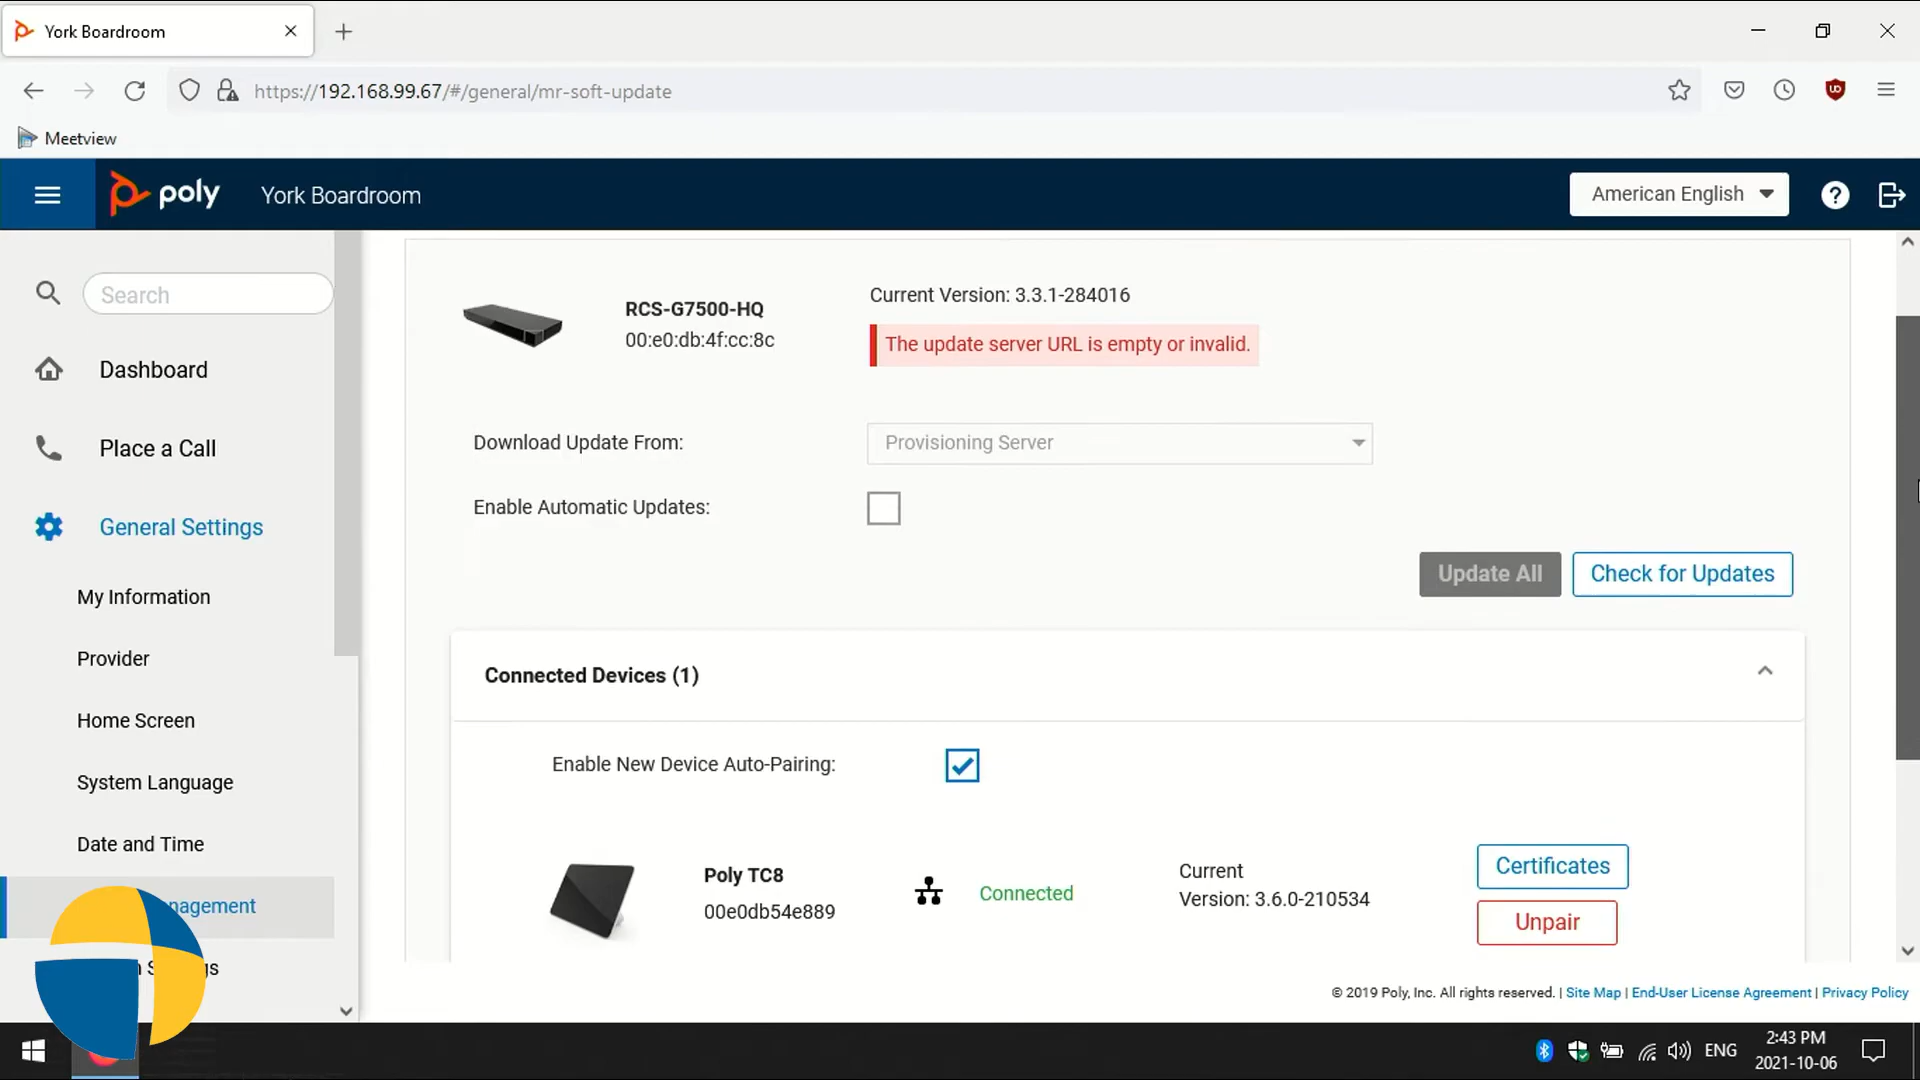 York Boardroom
https://192.168.99.67/#/general/mr-soft-update
Meetview
poly
York Boardroom
American English
Search
Dashboard
Place a Call
General Settings
My Information
Provider
Home Screen
System Language
Date and Time
nagement
RCS-G7500-HQ
00:e0:db:4f:cc:8c
Current Version: 3.3.1-284016
The update server URL is empty or invalid.
Download Update From:
Provisioning Server
Enable Automatic Updates:
Update All
Check for Updates
Connected Devices (1)
Enable New Device Auto-Pairing:
Poly TC8
00e0db54e889
Connected
Current
Version: 3.6.0-210534
Certificates
Unpair
© 2019 Poly, Inc. All rights reserved. | Site Map | End-User License Agreement | Privacy Policy
ENG
2:43 PM
2021-10-06